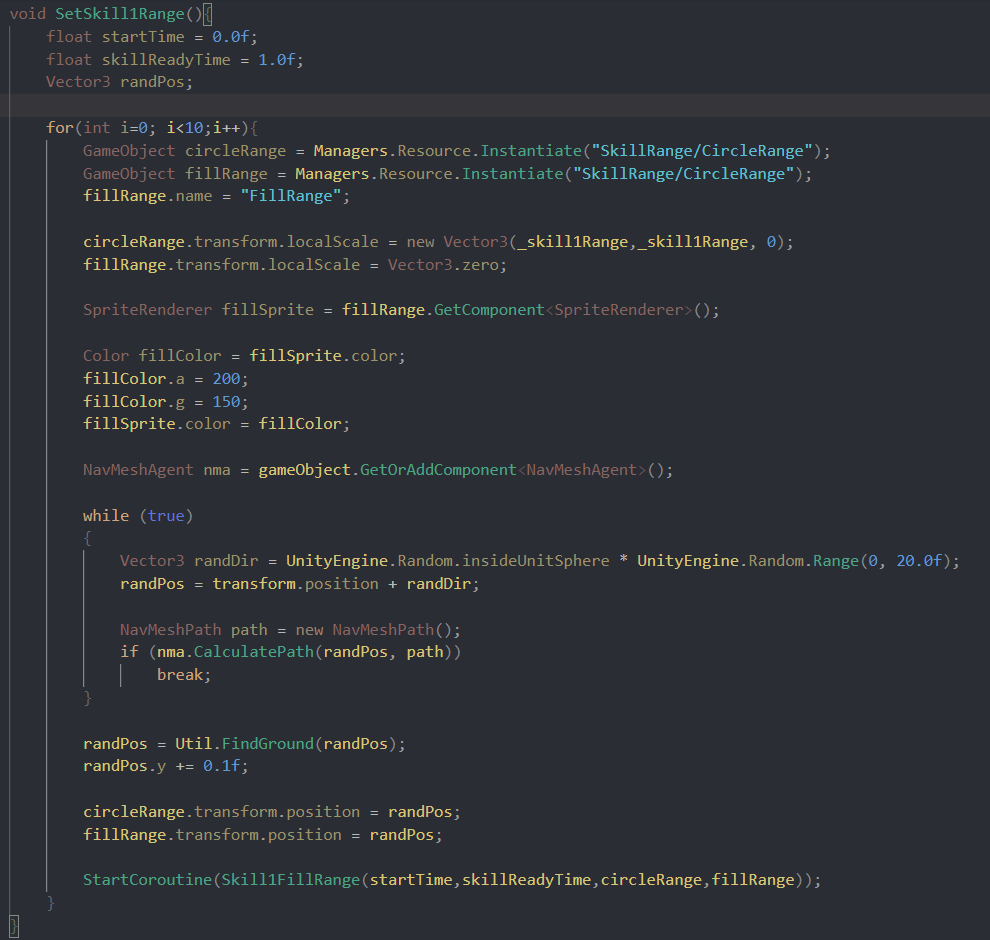 void SetSkill1Range(){
    float startTime = 0.0f;
    float skillReadyTime = 1.0f;
    Vector3 randPos;

    for(int i=0; i<10;i++){
        GameObject circleRange = Managers.Resource.Instantiate("SkillRange/CircleRange");
        GameObject fillRange = Managers.Resource.Instantiate("SkillRange/CircleRange");
        fillRange.name = "FillRange";

        circleRange.transform.localScale = new Vector3(_skill1Range,_skill1Range, 0);
        fillRange.transform.localScale = Vector3.zero;

        SpriteRenderer fillSprite = fillRange.GetComponent<SpriteRenderer>();

        Color fillColor = fillSprite.color;
        fillColor.a = 200;
        fillColor.g = 150;
        fillSprite.color = fillColor;

        NavMeshAgent nma = gameObject.GetOrAddComponent<NavMeshAgent>();

        while (true)
        {
            Vector3 randDir = UnityEngine.Random.insideUnitSphere * UnityEngine.Random.Range(0, 20.0f);
            randPos = transform.position + randDir;

            NavMeshPath path = new NavMeshPath();
            if (nma.CalculatePath(randPos, path))
                break;
        }

        randPos = Util.FindGround(randPos);
        randPos.y += 0.1f;

        circleRange.transform.position = randPos;
        fillRange.transform.position = randPos;

        StartCoroutine(Skill1FillRange(startTime,skillReadyTime,circleRange,fillRange));
    }
}